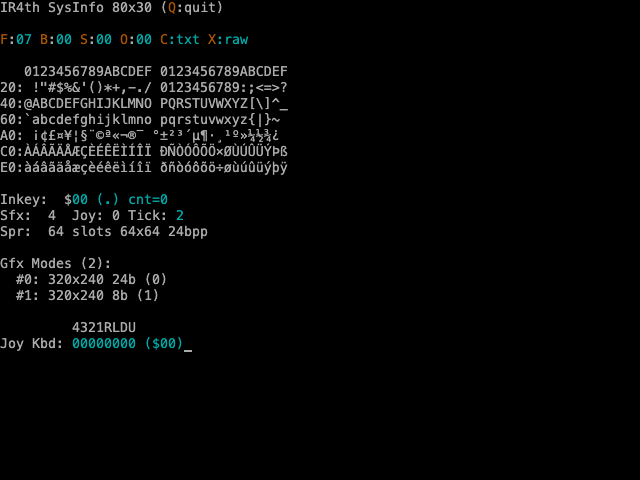 IR4th SysInfo 80x30 (Q:quit)
F:07 B:00 S:00 O:00 C:txt X:raw
0123456789ABCDEF 0123456789ABCDEF
20: !"#$%&'()*+,-./ 0123456789:;<=>?
40:@ABCDEFGHIJKLMNO PQRSTUVWXYZ[\]^_
60:`abcdefghijklmno pqrstuvwxyz{|}~
A0: ¡¢£¤¥¦§¨©ª«¬®¯ °±²³´µ¶·¸¹º»¼½¾¿
C0:ÀÁÂÃÄÅÆÇÈÉÊËÌÍÎÏ ÐÑÒÓÔÕÖ×ØÙÚÛÜÝÞß
E0:àáâãäåæçèéêëìíîï ðñòóôõö÷øùúûüýþÿ
Inkey:  $00 (.) cnt=0
Sfx:  4  Joy: 0 Tick: 2
Spr:  64 slots 64x64 24bpp
Gfx Modes (2):
#0: 320x240 24b (0)
#1: 320x240 8b (1)
4321RLDU
Joy Kbd: 00000000 ($00)_